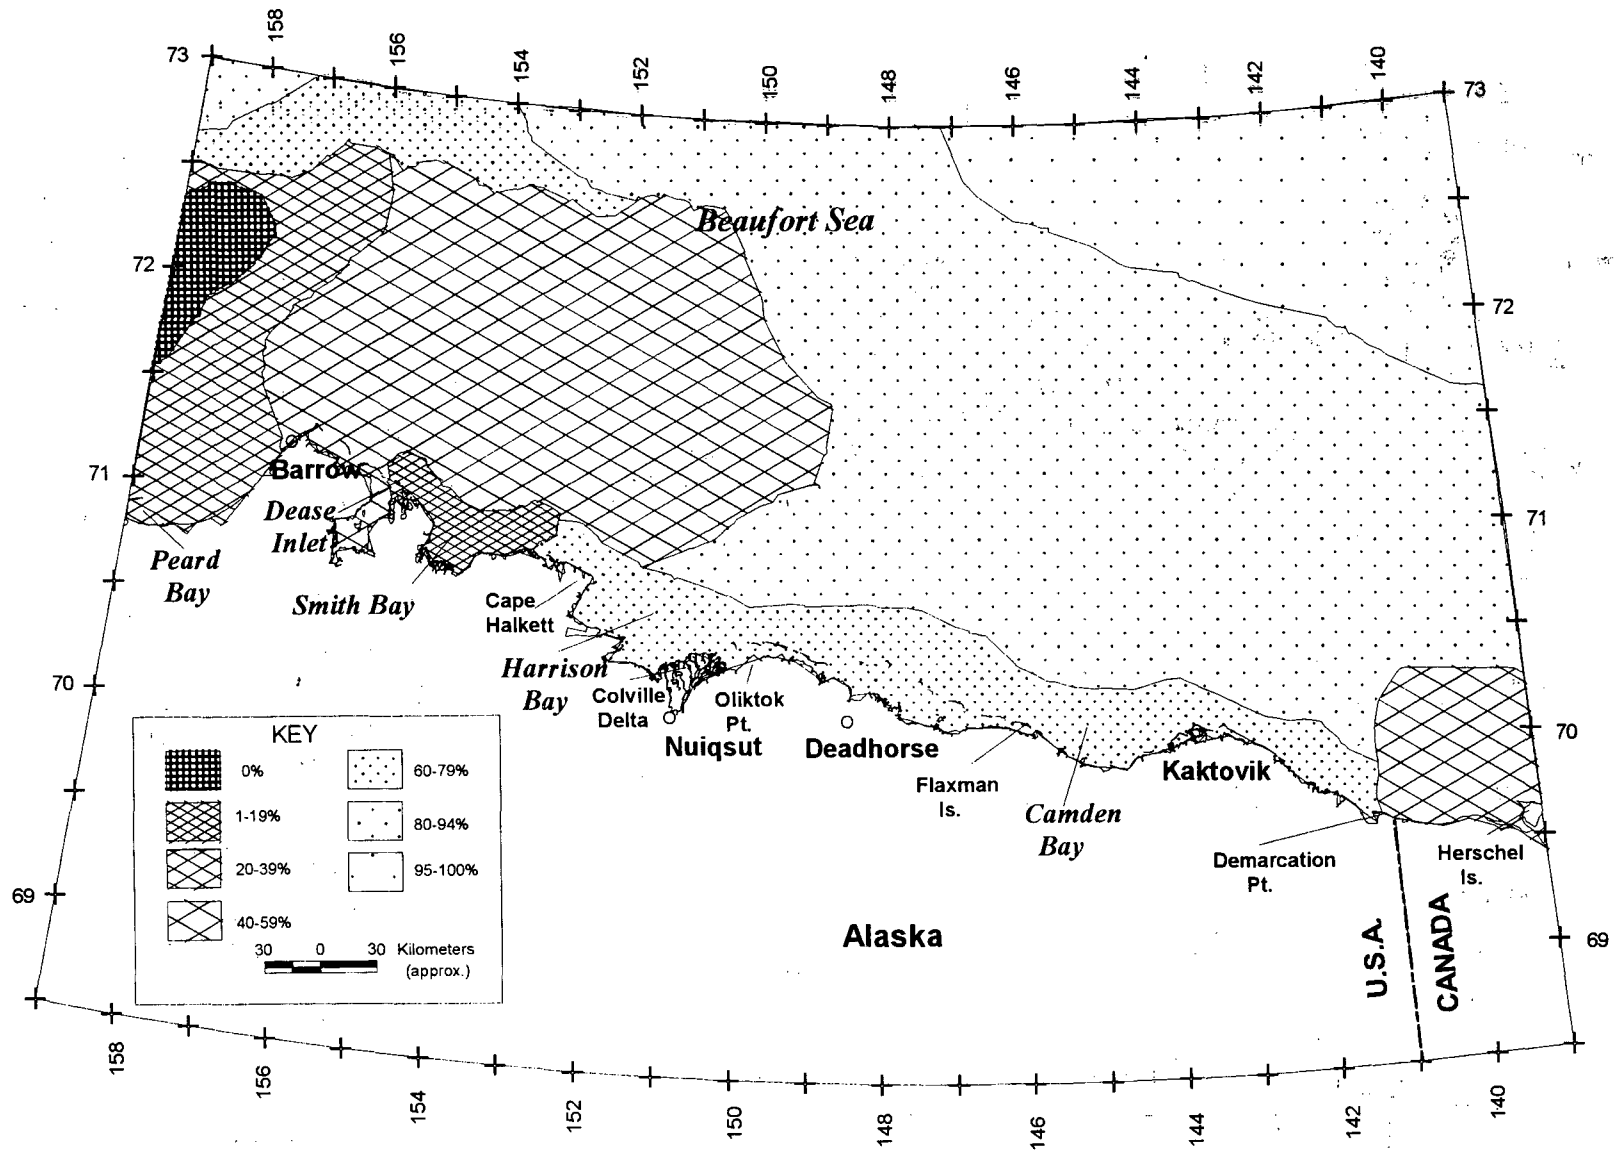 158
156
154
152
150
148
146
144
142
140
73
73
Beaufort Sea
72
72
71
71
Barrow
Dease
Inlet
Peard
Bay
Smith Bay
Cape
Halkett
Harrison
Bay
Colville
Delta
Oliktok
Pt.
70
70
Nuiqsut
Deadhorse
Kaktovik
Flaxman
Is.
Camden
Bay
Demarcation
Pt.
Herschel
Is.
KEY
0%
1-19%
20-39%
40-59%
60-79%
80-94%
95-100%
30 0 30 Kilometers
(approx.)
69
69
Alaska
U.S.A.
CANADA
158
156
154
152
150
148
146
144
142
140